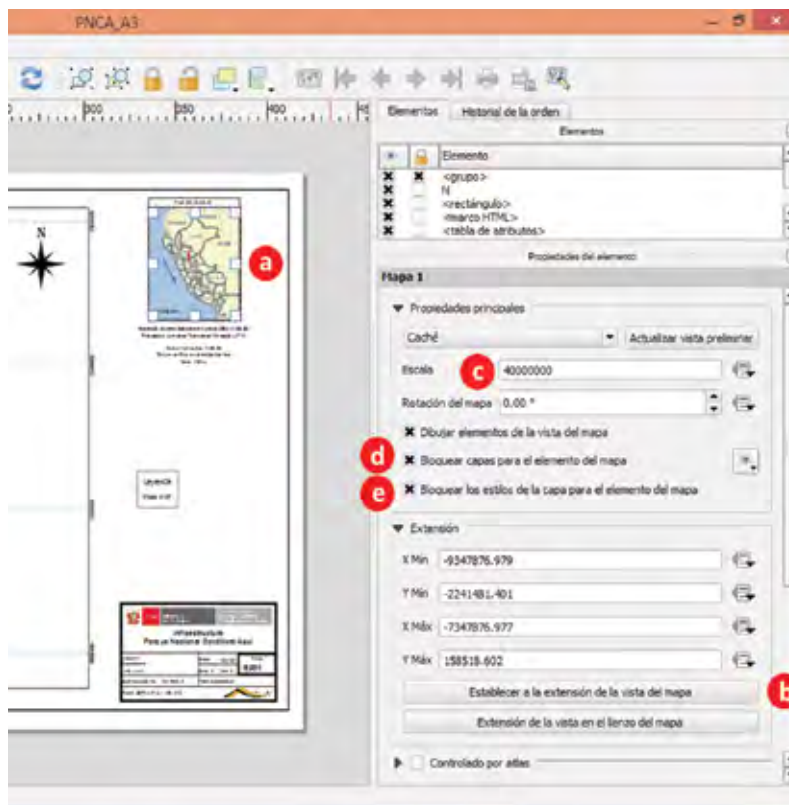 PNCA_A3
300 350 400
Elementos Historial de la orden
Elementos
Elemento
<grupo>
N
<rectángulo>
<marco HTML>
<tabla de atributos>
N
a
Propiedades del elemento
Mapa 1
Propiedades principales
Caché Actualizar vista preliminar
Escala c 40000000
Rotación del mapa 0.00 °
Dibujar elementos de la vista del mapa
d Bloquear capas para el elemento del mapa
e Bloquear los estilos de la capa para el elemento del mapa
Leyenda
Extensión
X Min -9347876.979
Y Min -2241481.401
X Máx -7347876.977
Y Máx 158518.602
Infraestructura
Parque Nacional Cordillera Azul
Establecer a la extensión de la vista del mapa b
Extensión de la vista en el lienzo del mapa
Controlado por atlas